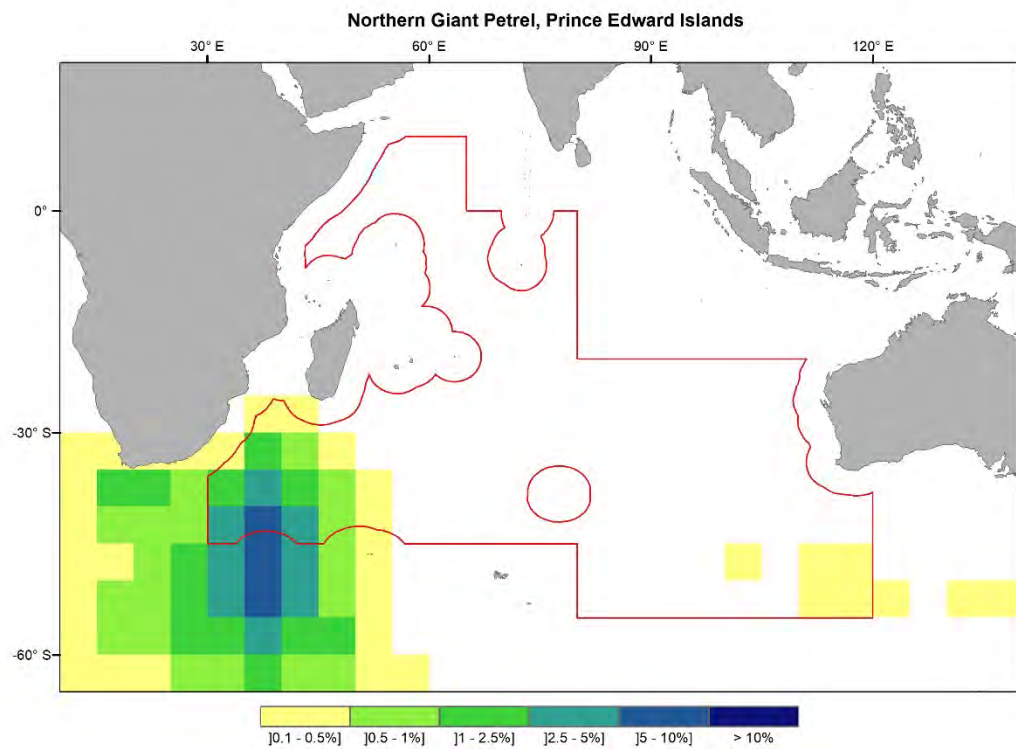 Northern Giant Petrel, Prince Edward Islands
30° E 60° E 90° E 120° E
0°
-30° S
-60° S
]0.1 - 0.5%] ]0.5 - 1%] ]1 - 2.5%] ]2.5 - 5%] ]5 - 10%] > 10%